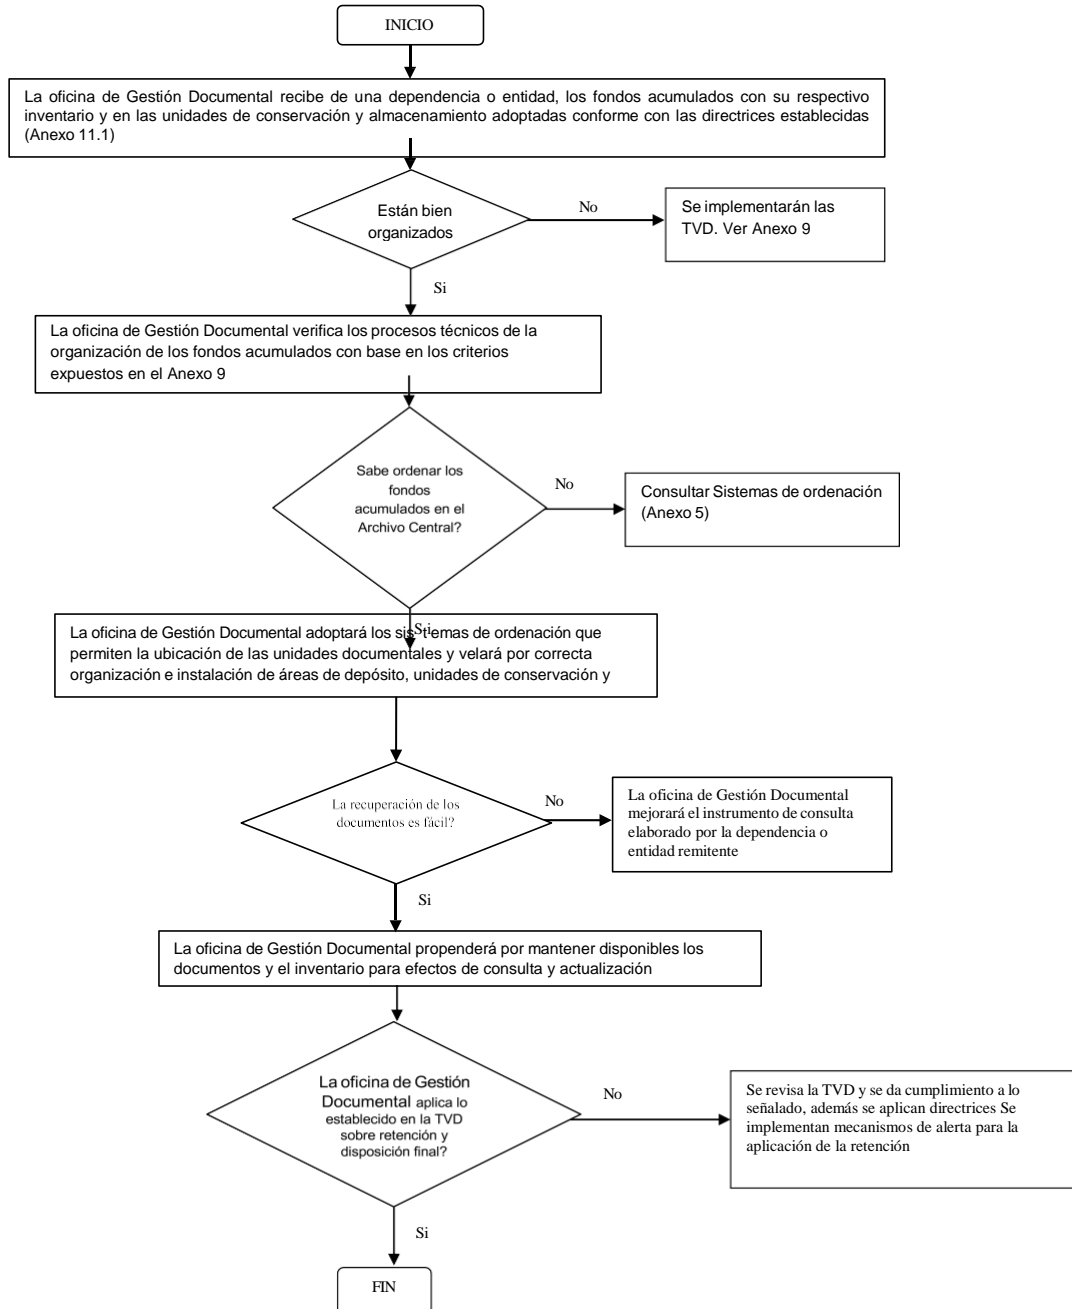 INICIO
La oficina de Gestión Documental recibe de una dependencia o entidad, los fondos acumulados con su respectivo
inventario y en las unidades de conservación y almacenamiento adoptadas conforme con las directrices establecidas
(Anexo 11.1)
Están bien
organizados
No
Se implementarán las
TVD. Ver Anexo 9
Si
La oficina de Gestión Documental verifica los procesos técnicos de la
organización de los fondos acumulados con base en los criterios
expuestos en el Anexo 9
Sabe ordenar los
fondos
acumulados en el
Archivo Central?
No
Consultar Sistemas de ordenación
(Anexo 5)
Si
La oficina de Gestión Documental adoptará los sistemas de ordenación que
permiten la ubicación de las unidades documentales y velará por correcta
organización e instalación de áreas de depósito, unidades de conservación y
La recuperación de los
documentos es fácil?
No
La oficina de Gestión Documental
mejorará el instrumento de consulta
elaborado por la dependencia o
entidad remitente
Si
La oficina de Gestión Documental propenderá por mantener disponibles los
documentos y el inventario para efectos de consulta y actualización
La oficina de Gestión
Documental aplica lo
establecido en la TVD
sobre retención y
disposición final?
No
Se revisa la TVD y se da cumplimiento a lo
señalado, además se aplican directrices Se
implementan mecanismos de alerta para la
aplicación de la retención
Si
FIN